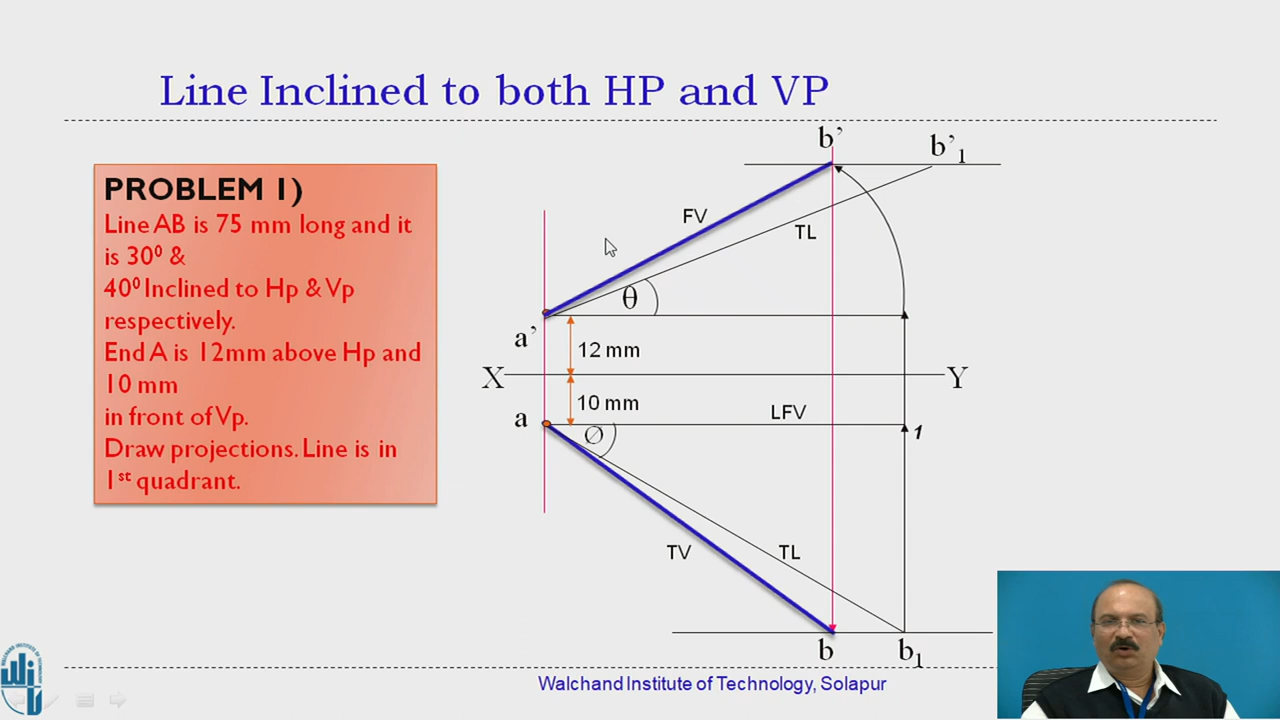 Line Inclined to both HP and VP
PROBLEM 1)
Line AB is 75 mm long and it
is 30⁰ &
40⁰ Inclined to Hp & Vp
respectively.
End A is 12mm above Hp and
10 mm
in front of Vp.
Draw projections. Line is in
1st quadrant.
b’
b’1
FV
TL
θ
a’
12 mm
X
Y
10 mm
a
LFV
Ø
1
TV
TL
b
b1
Walchand Institute of Technology, Solapur